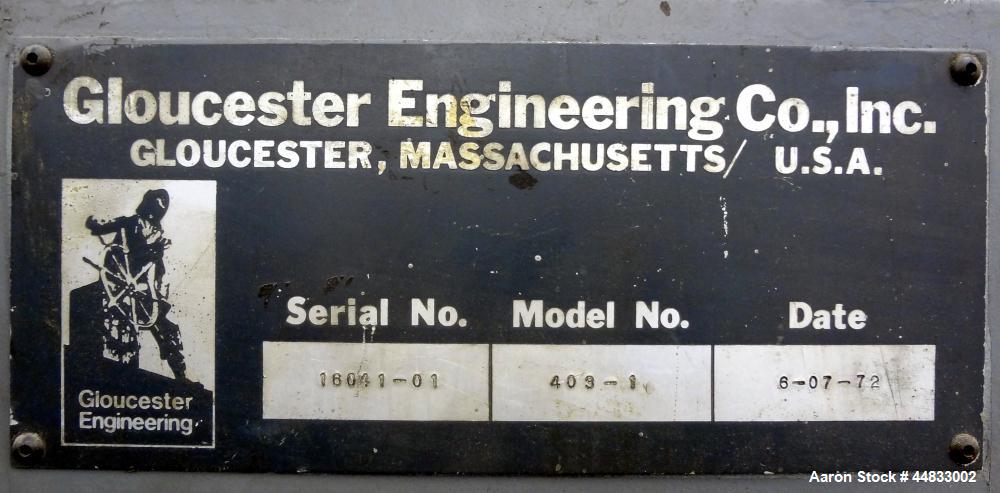 Gloucester Engineering Co., Inc.
GLOUCESTER, MASSACHUSETTS/ U.S.A.
Serial No. Model No. Date
16041-01 403-1 6-07-72
Gloucester
Engineering
Aaron Stock # 44833002